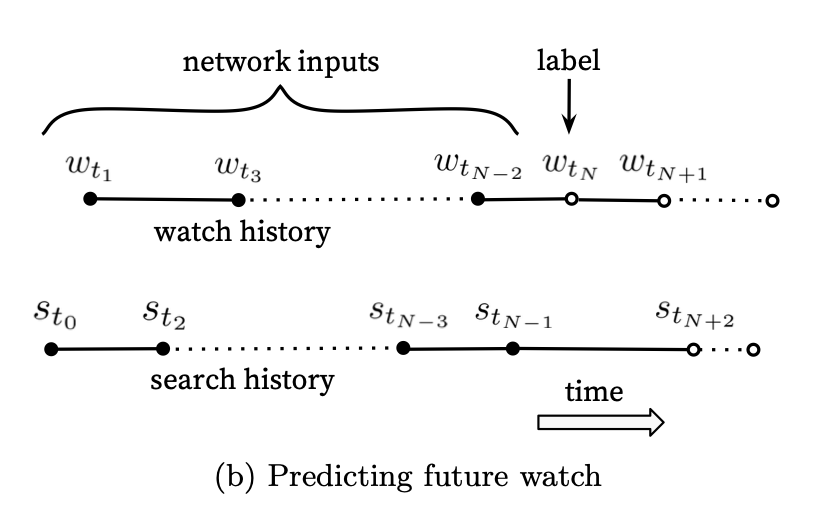 network inputs label
w_{t_1} w_{t_3} w_{t_{N-2}} w_{t_N} w_{t_{N+1}}
watch history
s_{t_0} s_{t_2} s_{t_{N-3}} s_{t_{N-1}} s_{t_{N+2}}
search history
time
(b) Predicting future watch